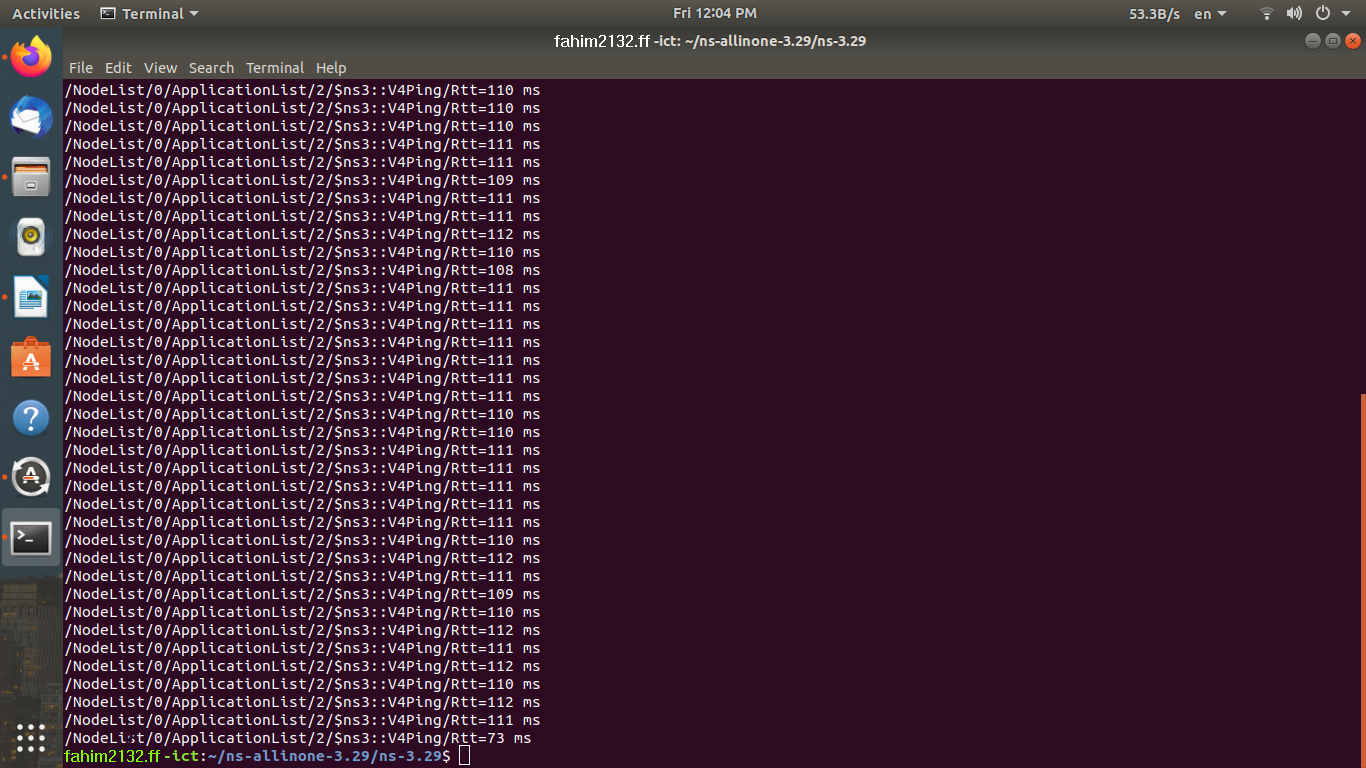 Activities Terminal Fri 12:04 PM 53.3B/s en
fahim2132.ff -ict: ~/ns-allinone-3.29/ns-3.29
File Edit View Search Terminal Help
/NodeList/0/ApplicationList/2/$ns3::V4Ping/Rtt=110 ms
/NodeList/0/ApplicationList/2/$ns3::V4Ping/Rtt=110 ms
/NodeList/0/ApplicationList/2/$ns3::V4Ping/Rtt=110 ms
/NodeList/0/ApplicationList/2/$ns3::V4Ping/Rtt=111 ms
/NodeList/0/ApplicationList/2/$ns3::V4Ping/Rtt=111 ms
/NodeList/0/ApplicationList/2/$ns3::V4Ping/Rtt=109 ms
/NodeList/0/ApplicationList/2/$ns3::V4Ping/Rtt=111 ms
/NodeList/0/ApplicationList/2/$ns3::V4Ping/Rtt=111 ms
/NodeList/0/ApplicationList/2/$ns3::V4Ping/Rtt=112 ms
/NodeList/0/ApplicationList/2/$ns3::V4Ping/Rtt=110 ms
/NodeList/0/ApplicationList/2/$ns3::V4Ping/Rtt=108 ms
/NodeList/0/ApplicationList/2/$ns3::V4Ping/Rtt=111 ms
/NodeList/0/ApplicationList/2/$ns3::V4Ping/Rtt=111 ms
/NodeList/0/ApplicationList/2/$ns3::V4Ping/Rtt=111 ms
/NodeList/0/ApplicationList/2/$ns3::V4Ping/Rtt=111 ms
/NodeList/0/ApplicationList/2/$ns3::V4Ping/Rtt=111 ms
/NodeList/0/ApplicationList/2/$ns3::V4Ping/Rtt=111 ms
/NodeList/0/ApplicationList/2/$ns3::V4Ping/Rtt=111 ms
/NodeList/0/ApplicationList/2/$ns3::V4Ping/Rtt=110 ms
/NodeList/0/ApplicationList/2/$ns3::V4Ping/Rtt=110 ms
/NodeList/0/ApplicationList/2/$ns3::V4Ping/Rtt=111 ms
/NodeList/0/ApplicationList/2/$ns3::V4Ping/Rtt=111 ms
/NodeList/0/ApplicationList/2/$ns3::V4Ping/Rtt=111 ms
/NodeList/0/ApplicationList/2/$ns3::V4Ping/Rtt=111 ms
/NodeList/0/ApplicationList/2/$ns3::V4Ping/Rtt=111 ms
/NodeList/0/ApplicationList/2/$ns3::V4Ping/Rtt=110 ms
/NodeList/0/ApplicationList/2/$ns3::V4Ping/Rtt=112 ms
/NodeList/0/ApplicationList/2/$ns3::V4Ping/Rtt=111 ms
/NodeList/0/ApplicationList/2/$ns3::V4Ping/Rtt=109 ms
/NodeList/0/ApplicationList/2/$ns3::V4Ping/Rtt=110 ms
/NodeList/0/ApplicationList/2/$ns3::V4Ping/Rtt=112 ms
/NodeList/0/ApplicationList/2/$ns3::V4Ping/Rtt=111 ms
/NodeList/0/ApplicationList/2/$ns3::V4Ping/Rtt=112 ms
/NodeList/0/ApplicationList/2/$ns3::V4Ping/Rtt=110 ms
/NodeList/0/ApplicationList/2/$ns3::V4Ping/Rtt=112 ms
/NodeList/0/ApplicationList/2/$ns3::V4Ping/Rtt=111 ms
/NodeList/0/ApplicationList/2/$ns3::V4Ping/Rtt=73 ms
fahim2132.ff -ict:~/ns-allinone-3.29/ns-3.29$